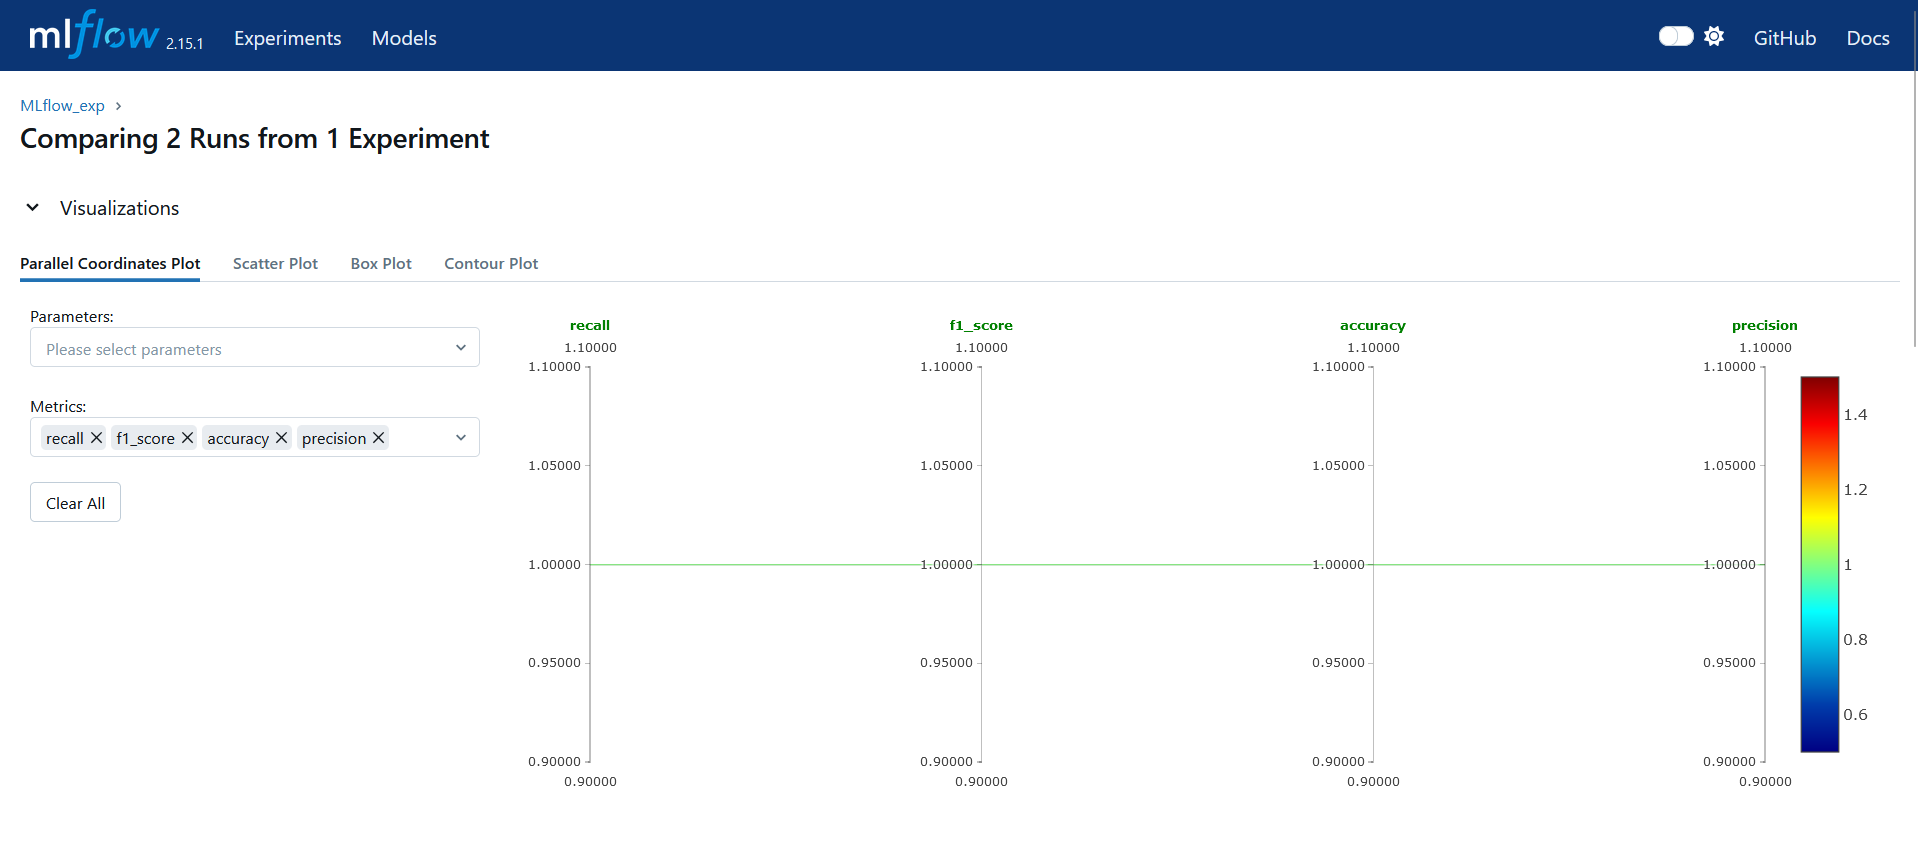 mlflow 2.15.1 Experiments Models GitHub Docs
MLflow_exp
Comparing 2 Runs from 1 Experiment
Visualizations
Parallel Coordinates Plot Scatter Plot Box Plot Contour Plot
Parameters:
Please select parameters
Metrics:
recall f1_score accuracy precision
Clear All
recall f1_score accuracy precision
1.10000 1.10000 1.10000 1.10000
1.10000 1.10000 1.10000 1.10000
1.4
1.05000 1.05000 1.05000 1.05000
1.2
1.00000 1.00000 1.00000 1.00000
1
0.8
0.95000 0.95000 0.95000 0.95000
0.6
0.90000 0.90000 0.90000 0.90000
0.90000 0.90000 0.90000 0.90000